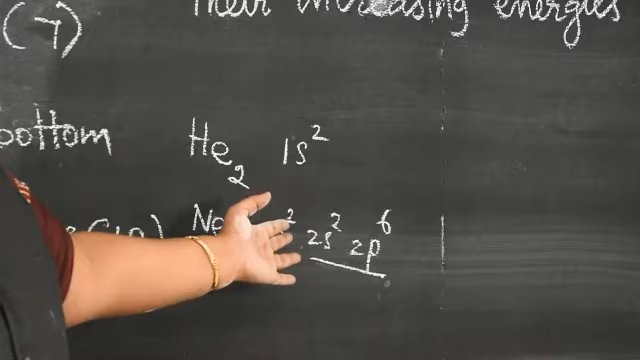 Their increasing energies
(7)
bottom He₂ 1s²
Ne ² 2s² 2p⁶